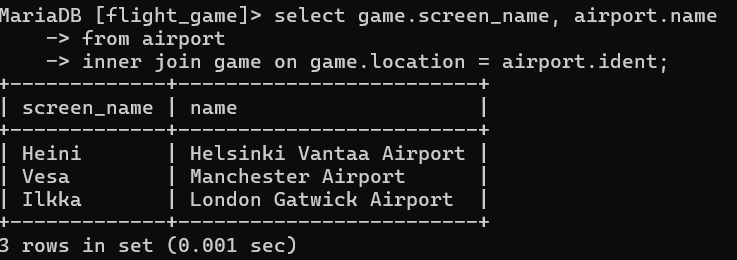 MariaDB [flight_game]> select game.screen_name, airport.name
    -> from airport
    -> inner join game on game.location = airport.ident;
+-------------+-------------------------+
| screen_name | name                    |
+-------------+-------------------------+
| Heini       | Helsinki Vantaa Airport |
| Vesa        | Manchester Airport      |
| Ilkka       | London Gatwick Airport  |
+-------------+-------------------------+
3 rows in set (0.001 sec)